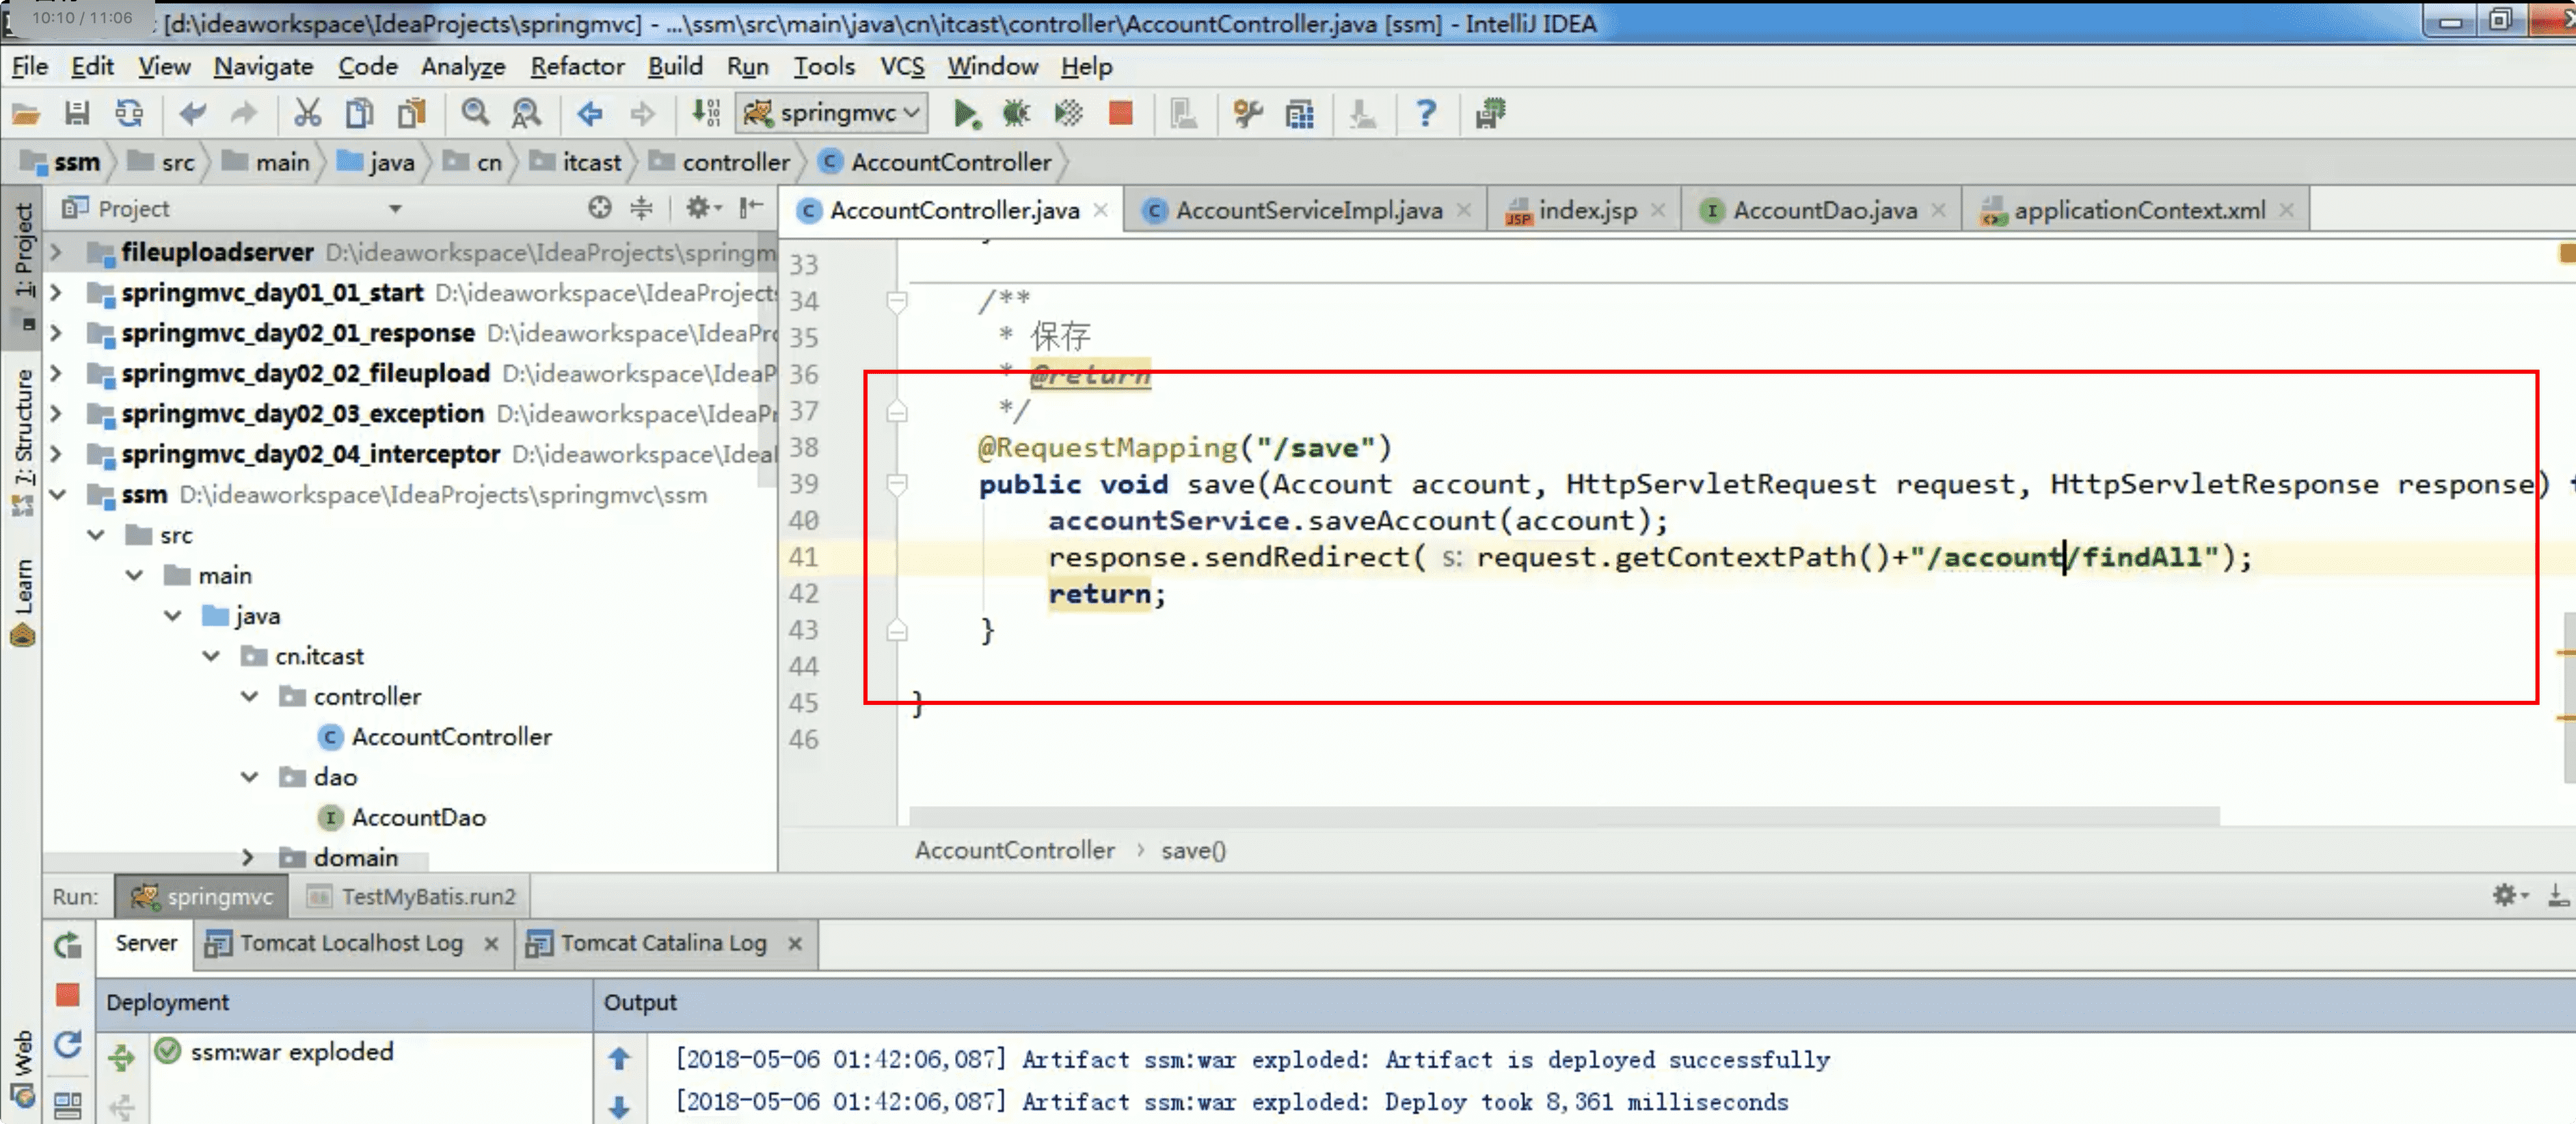 10:10 / 11:06
[d:\ideaworkspace\IdeaProjects\springmvc] - ...\ssm\src\main\java\cn\itcast\controller\AccountController.java [ssm] - IntelliJ IDEA
File Edit View Navigate Code Analyze Refactor Build Run Tools VCS Window Help
springmvc
ssm src main java cn itcast controller AccountController
1: Project
7: Structure
Learn
Web
Project
fileuploadserver D:\ideaworkspace\IdeaProjects\springm
springmvc_day01_01_start D:\ideaworkspace\IdeaProject
springmvc_day02_01_response D:\ideaworkspace\IdeaPr
springmvc_day02_02_fileupload D:\ideaworkspace\IdeaP
springmvc_day02_03_exception D:\ideaworkspace\IdeaP
springmvc_day02_04_interceptor D:\ideaworkspace\Idea
ssm D:\ideaworkspace\IdeaProjects\springmvc\ssm
src
main
java
cn.itcast
controller
AccountController
dao
AccountDao
domain
AccountController.java AccountServiceImpl.java index.jsp AccountDao.java applicationContext.xml
33
34 /**
35 * 保存
36 * @return
37 */
38 @RequestMapping("/save")
39 public void save(Account account, HttpServletRequest request, HttpServletResponse response)
40 accountService.saveAccount(account);
41 response.sendRedirect( s: request.getContextPath()+"/account/findAll");
42 return;
43 }
44
45 }
46
AccountController › save()
Run: springmvc TestMyBatis.run2
Server Tomcat Localhost Log Tomcat Catalina Log
Deployment Output
ssm:war exploded
[2018-05-06 01:42:06,087] Artifact ssm:war exploded: Artifact is deployed successfully
[2018-05-06 01:42:06,087] Artifact ssm:war exploded: Deploy took 8,361 milliseconds